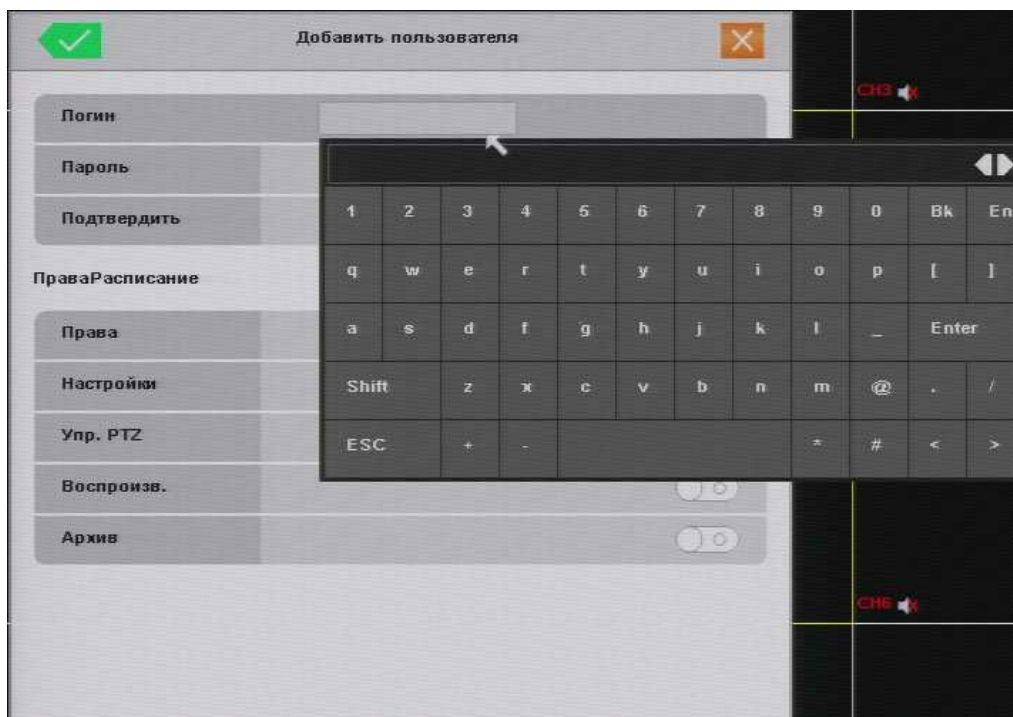 Добавить пользователя
CH3
Логин
Пароль
Подтвердить
1 2 3 4 5 6 7 8 9 0 Bk En
ПраваРасписание
q w e r t y u i o p [ ]
Права
a s d f g h j k l _ Enter
Настройки
Shift z x c v b n m @ . /
Упр. PTZ
ESC + - * # < >
Воспроизв.
Архив
CH6